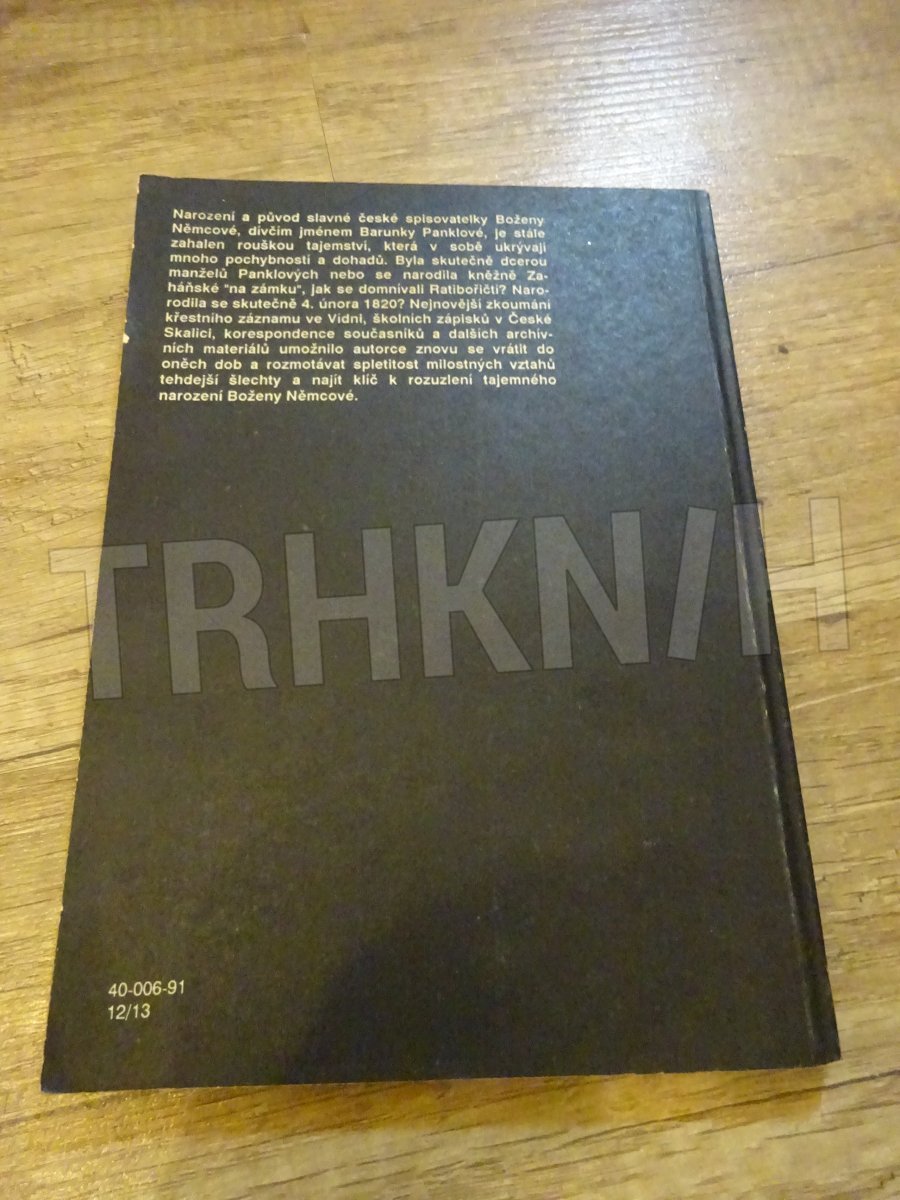 Narození a původ slavné české spisovatelky Boženy
Němcové, dívčím jménem Barunky Panklové, je stále
zahalen rouškou tajemství, která v sobě ukrývají
mnoho pochybností a dohadů. Byla skutečně dcerou
manželů Panklových nebo se narodila kněžně Za-
háňské "na zámku", jak se domnívali Ratibořičtí? Naro-
rodila se skutečně 4. února 1820? Nejnovější zkoumání
křestního záznamu ve Vídni, školních zápisků v České
Skalici, korespondence současníků a dalších archiv-
ních materiálů umožnilo autorce znovu se vrátit do
oněch dob a rozmotávat spletitost milostných vztahů
tehdejší šlechty a najít klíč k rozuzlení tajemného
narození Boženy Němcové.
TRHKNIH
40-006-91
12/13